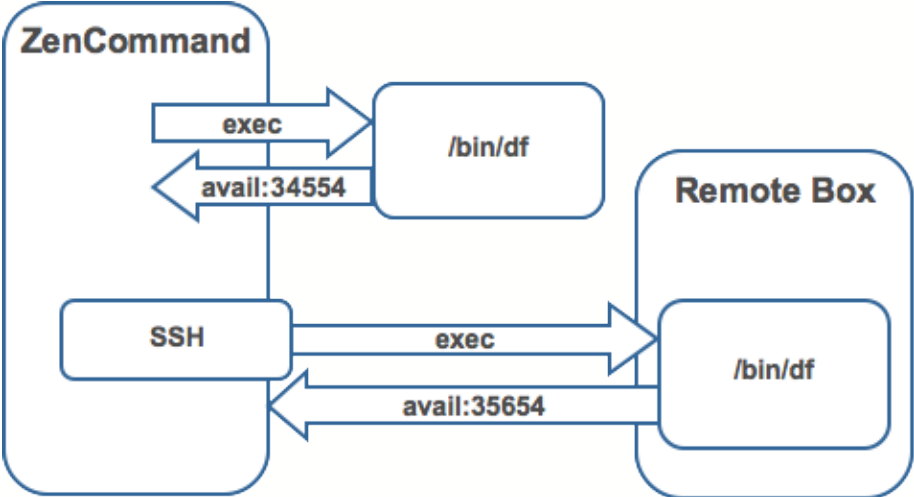 ZenCommand
exec
/bin/df
avail:34554
Remote Box
SSH
exec
/bin/df
avail:35654